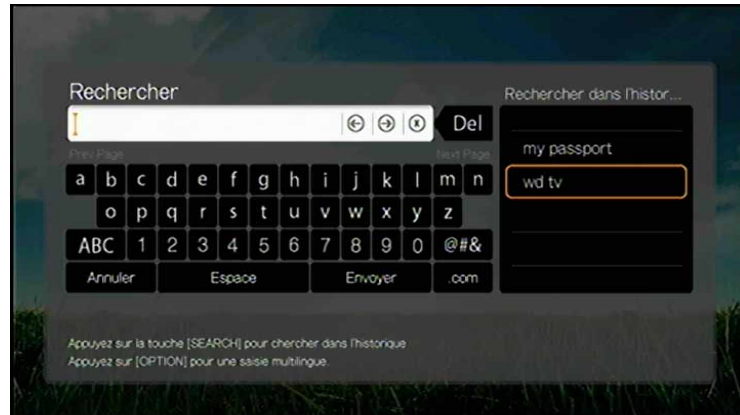 Rechercher
Rechercher dans l'histor...
Del
Prev Page
Next Page
my passport
a b c d e f g h i j k l m n
wd tv
o p q r s t u v w x y z
ABC 1 2 3 4 5 6 7 8 9 0 @#&
Annuler Espace Envoyer .com
Appuyez sur la touche [SEARCH] pour chercher dans l'historique
Appuyez sur [OPTION] pour une saisie multilingue.